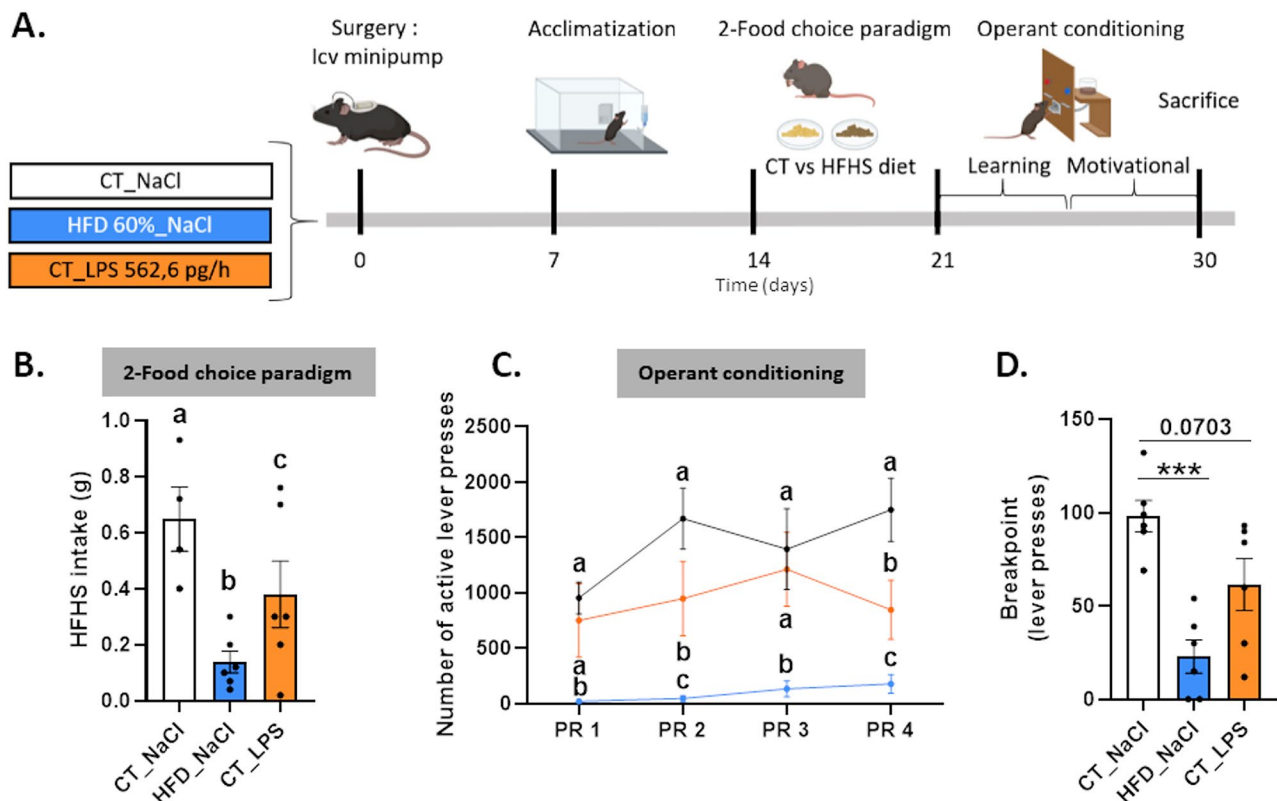 A.
Surgery :
Icv minipump
Acclimatization
2-Food choice paradigm
Operant conditioning
Sacrifice
CT vs HFHS diet
Learning
Motivational
CT_NaCl
HFD 60%_NaCl
CT_LPS 562,6 pg/h
0
7
14
21
30
Time (days)
B.
2-Food choice paradigm
HFHS intake (g)
1.0
0.8
0.6
0.4
0.2
0.0
a
b
c
CT_NaCl
HFD_NaCl
CT_LPS
C.
Operant conditioning
Number of active lever presses
2500
2000
1500
1000
500
0
a
a
b
a
b
c
a
a
b
a
b
c
PR 1
PR 2
PR 3
PR 4
D.
Breakpoint
(lever presses)
150
100
50
0
0.0703
***
CT_NaCl
HFD_NaCl
CT_LPS